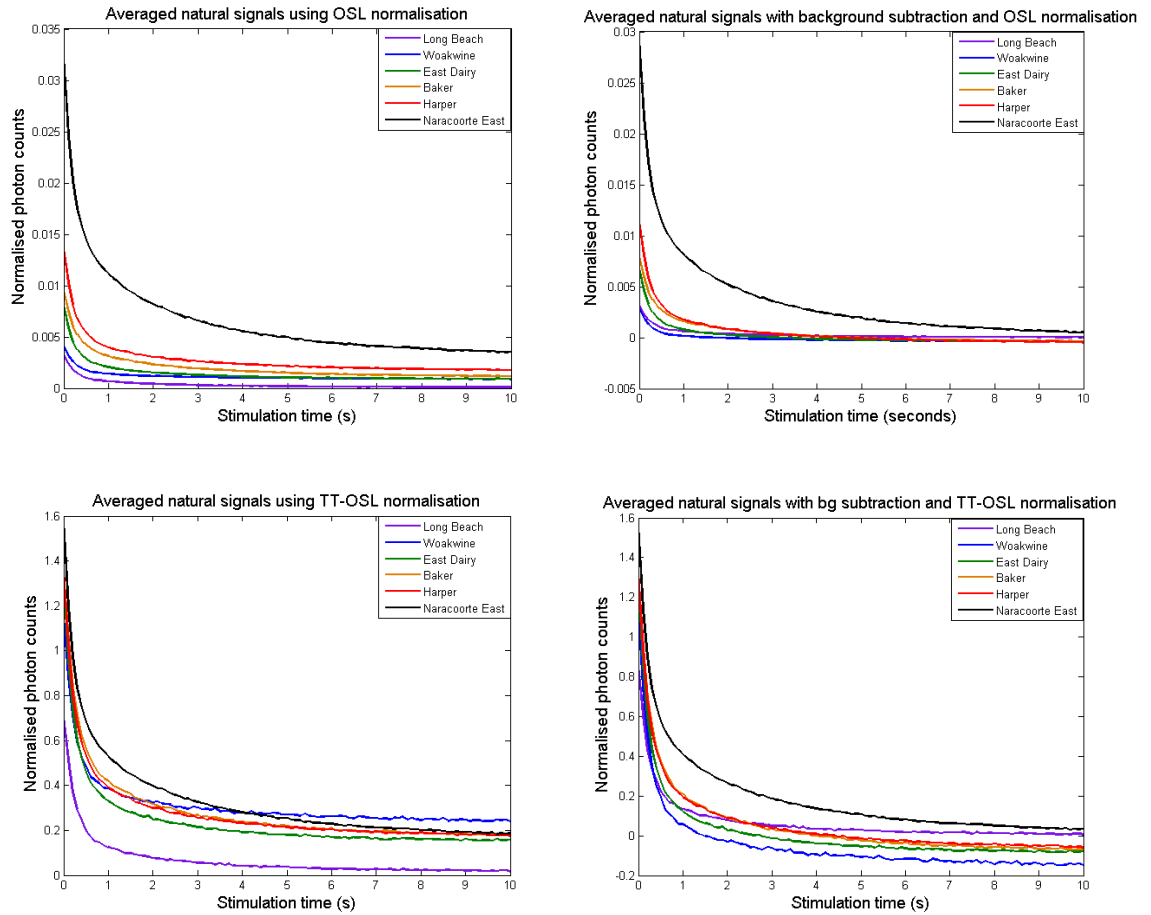 Averaged natural signals using OSL normalisation
Normalised photon counts
0.035
0.03
0.025
0.02
0.015
0.01
0.005
0
0 1 2 3 4 5 6 7 8 9 10
Stimulation time (s)
Long Beach
Woakwine
East Dairy
Baker
Harper
Naracoorte East
Averaged natural signals with background subtraction and OSL normalisation
Normalised photon counts
0.03
0.025
0.02
0.015
0.01
0.005
0
-0.005
0 1 2 3 4 5 6 7 8 9 10
Stimulation time (seconds)
Long Beach
Woakwine
East Dairy
Baker
Harper
Naracoorte East
Averaged natural signals using TT-OSL normalisation
Normalised photon counts
1.6
1.4
1.2
1
0.8
0.6
0.4
0.2
0
0 1 2 3 4 5 6 7 8 9 10
Stimulation time (s)
Long Beach
Woakwine
East Dairy
Baker
Harper
Naracoorte East
Averaged natural signals with bg subtraction and TT-OSL normalisation
Normalised photon counts
1.6
1.4
1.2
1
0.8
0.6
0.4
0.2
0
-0.2
0 1 2 3 4 5 6 7 8 9 10
Stimulation time (s)
Long Beach
Woakwine
East Dairy
Baker
Harper
Naracoorte East